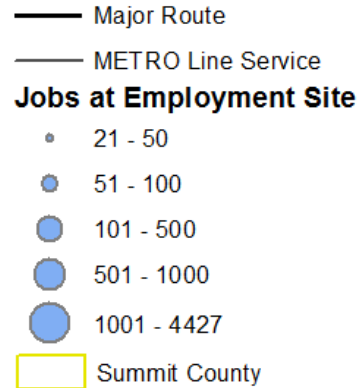 Major Route
METRO Line Service
Jobs at Employment Site
21 - 50
51 - 100
101 - 500
501 - 1000
1001 - 4427
Summit County